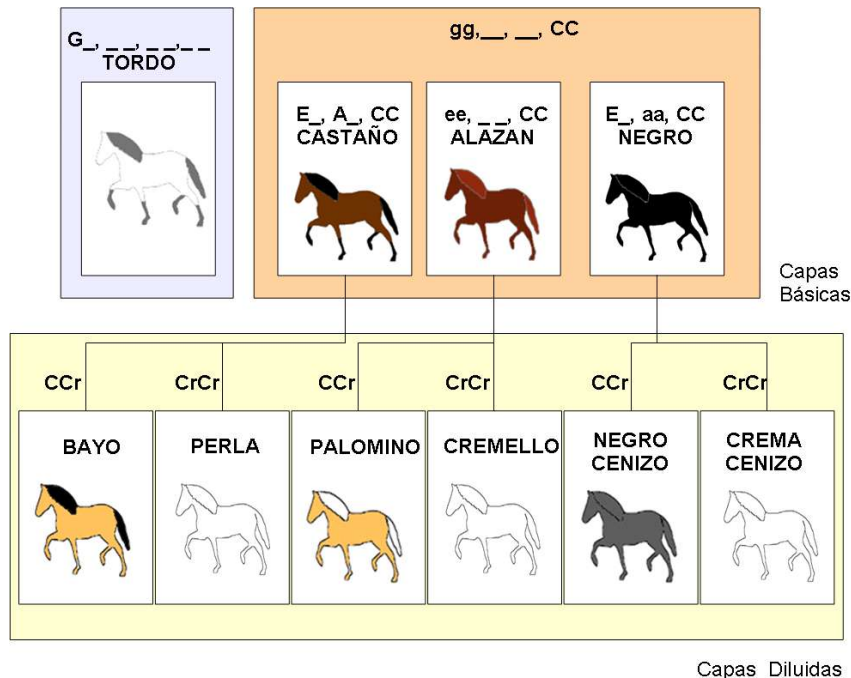 G_, _ _, _ _,_ _
TORDO
gg,__, __, CC
E_, A_, CC
CASTAÑO
ee, _ _, CC
ALAZAN
E_, aa, CC
NEGRO
Capas
Básicas
CCr
CrCr
CCr
CrCr
CCr
CrCr
BAYO
PERLA
PALOMINO
CREMELLO
NEGRO
CENIZO
CREMA
CENIZO
Capas Diluidas